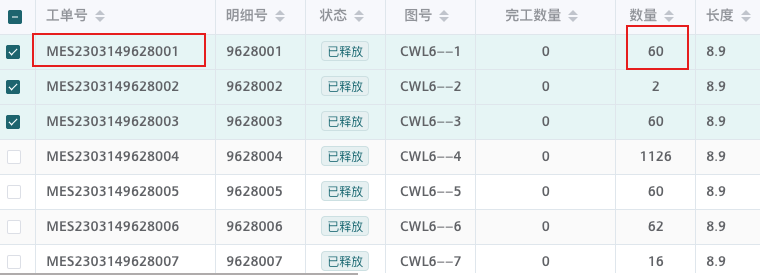 工单号 明细号 状态 图号 完工数量 数量 长度
MES2303149628001 9628001 已释放 CWL6--1 0 60 8.9
MES2303149628002 9628002 已释放 CWL6--2 0 2 8.9
MES2303149628003 9628003 已释放 CWL6--3 0 60 8.9
MES2303149628004 9628004 已释放 CWL6--4 0 1126 8.9
MES2303149628005 9628005 已释放 CWL6--5 0 60 8.9
MES2303149628006 9628006 已释放 CWL6--6 0 62 8.9
MES2303149628007 9628007 已释放 CWL6--7 0 16 8.9